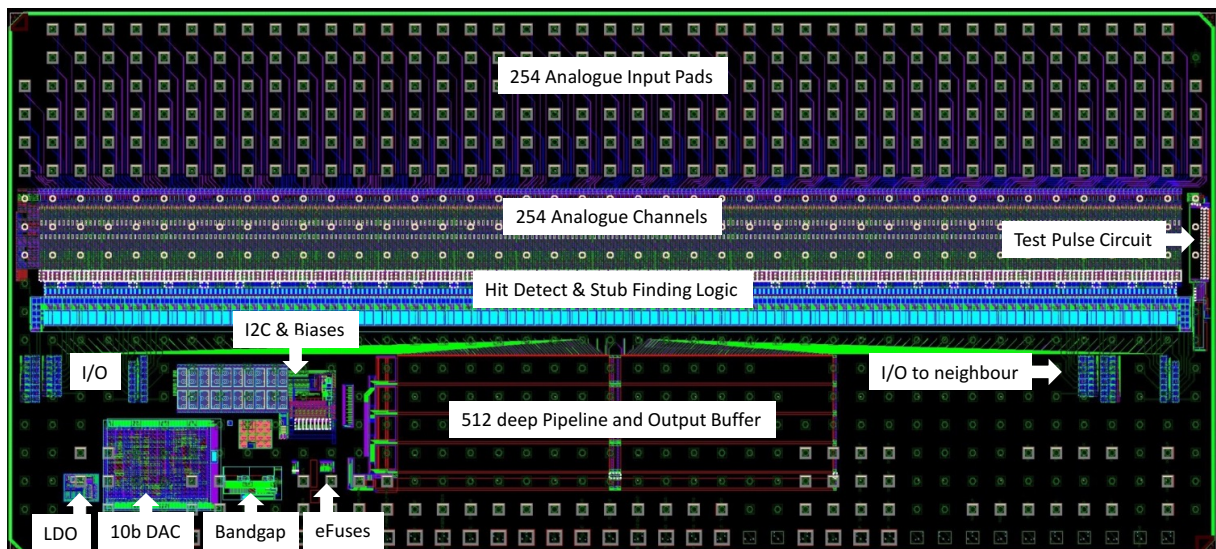 254 Analogue Input Pads
254 Analogue Channels
Test Pulse Circuit
Hit Detect & Stub Finding Logic
I2C & Biases
I/O
I/O to neighbour
512 deep Pipeline and Output Buffer
LDO
10b DAC
Bandgap
eFuses